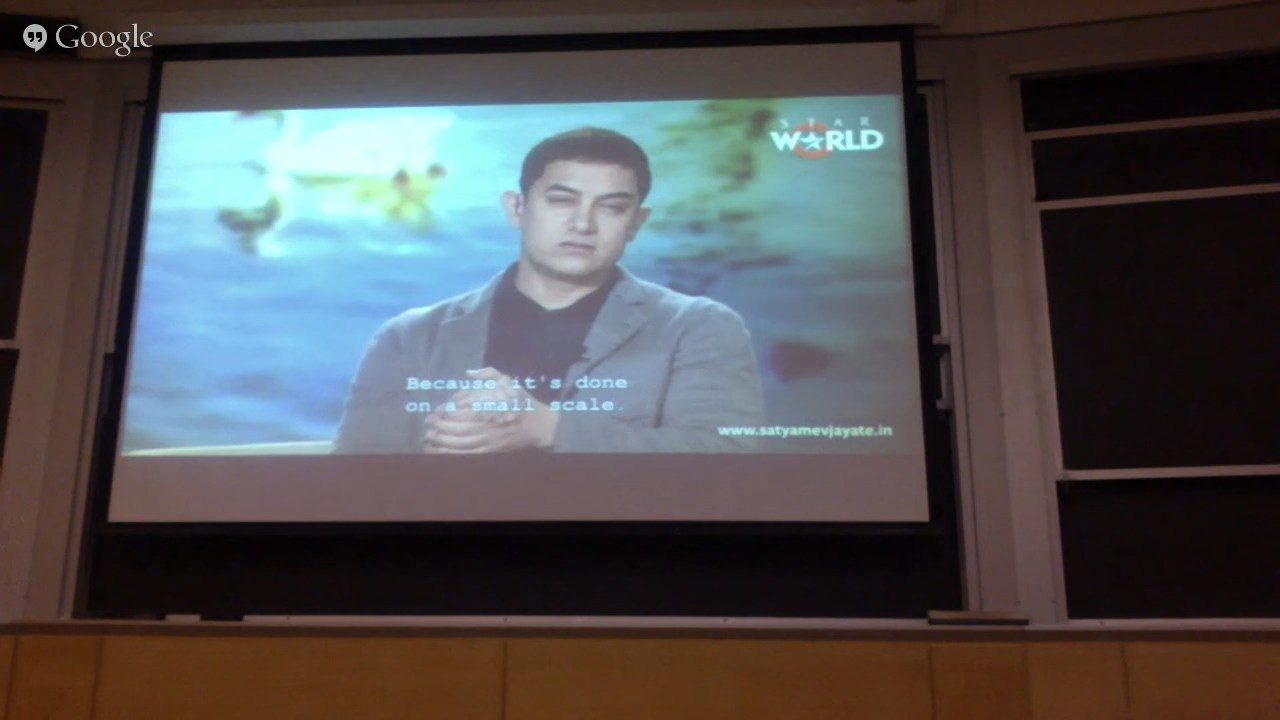 Google
STAR
WORLD
Because it's done
on a small scale.
www.satyamevjayate.in